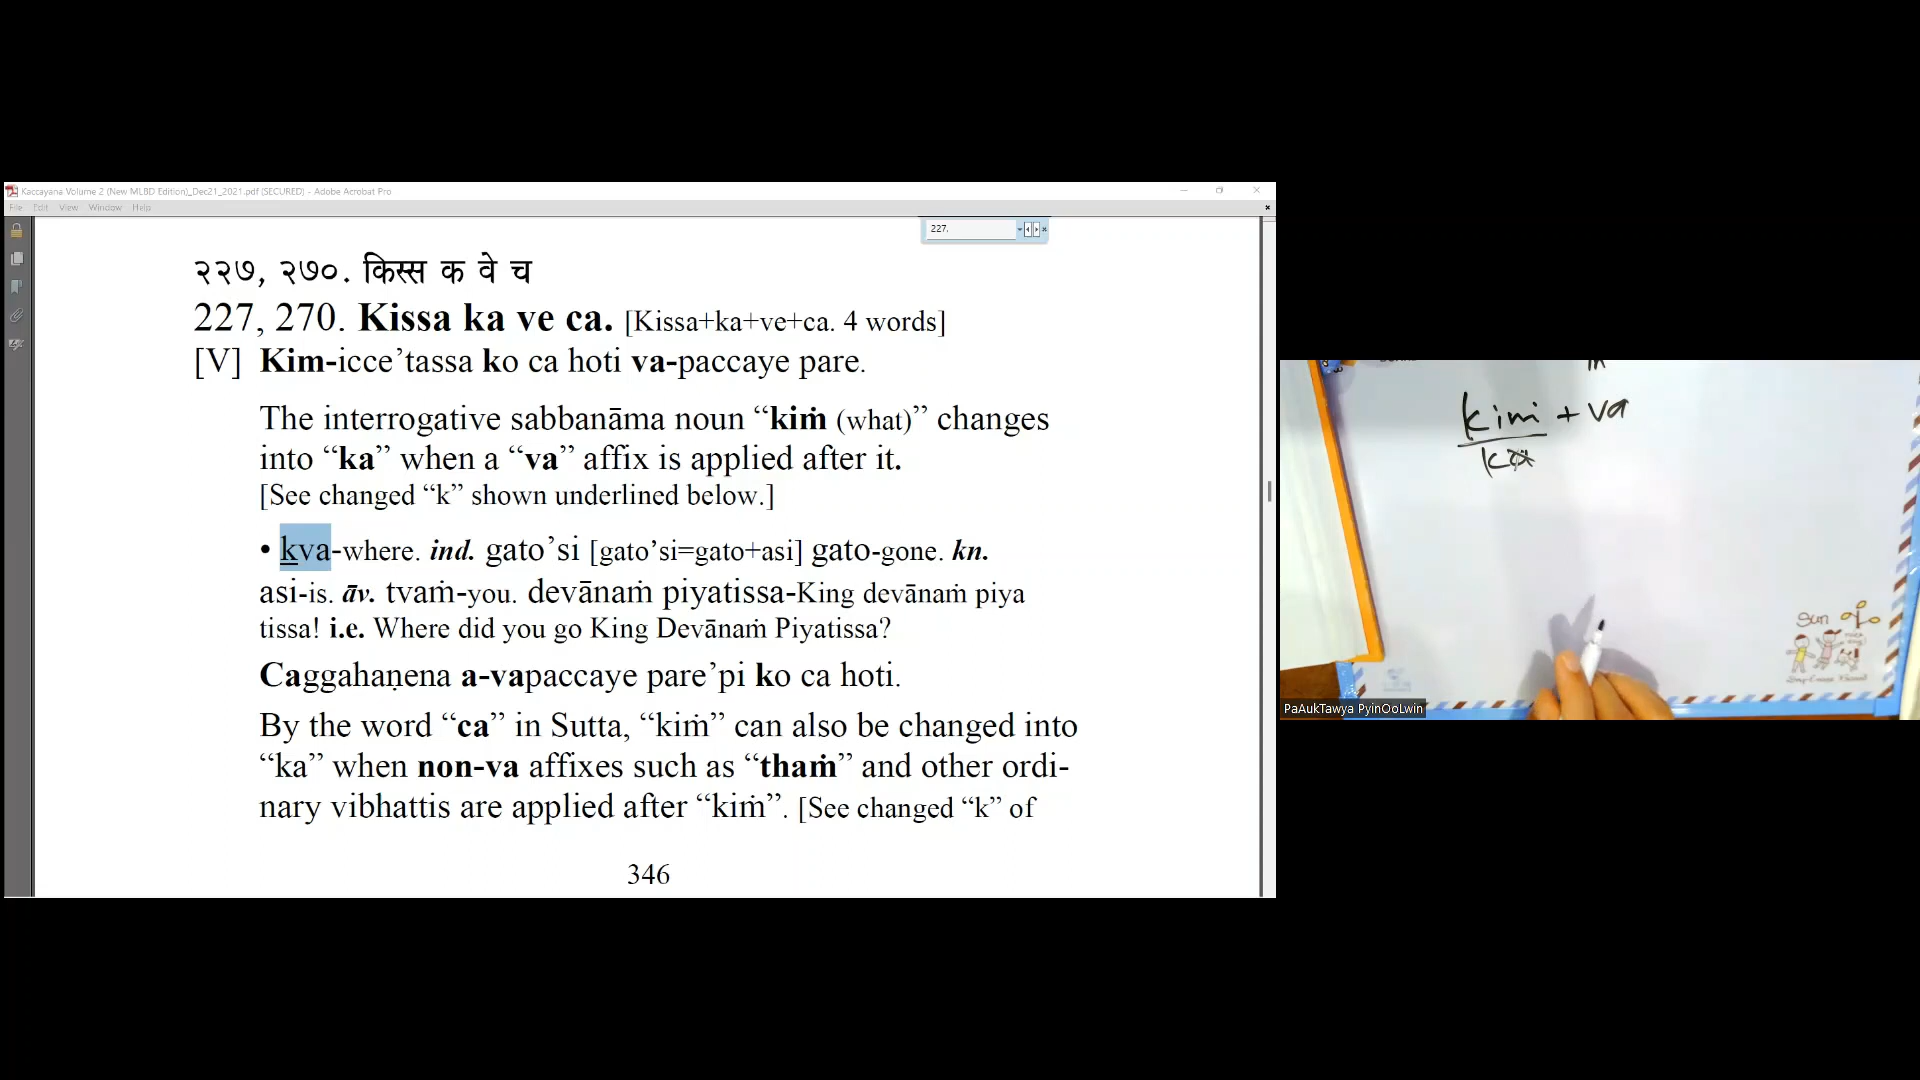 Kaccayana Volume 2 (New MLBD Edition)_Dec21_2021.pdf (SECURED) - Adobe Acrobat Pro
File Edit View Window Help
227.
२२७, २७०. किस्स क वे च
227, 270. Kissa ka ve ca. [Kissa+ka+ve+ca. 4 words]
[V] Kim-icce’tassa ko ca hoti va-paccaye pare.
The interrogative sabbanāma noun “kiṁ (what)” changes
into “ka” when a “va” affix is applied after it.
[See changed “k” shown underlined below.]
• kva-where. ind. gato’si [gato’si=gato+asi] gato-gone. kn.
asi-is. āv. tvaṁ-you. devānaṁ piyatissa-King devānaṁ piya
tissa! i.e. Where did you go King Devānaṁ Piyatissa?
Caggahaṇena a-vapaccaye pare’pi ko ca hoti.
By the word “ca” in Sutta, “kiṁ” can also be changed into
“ka” when non-va affixes such as “thaṁ” and other ordi-
nary vibhattis are applied after “kiṁ”. [See changed “k” of
346
kim + va
ka
Sun
PaAukTawya PyinOoLwin